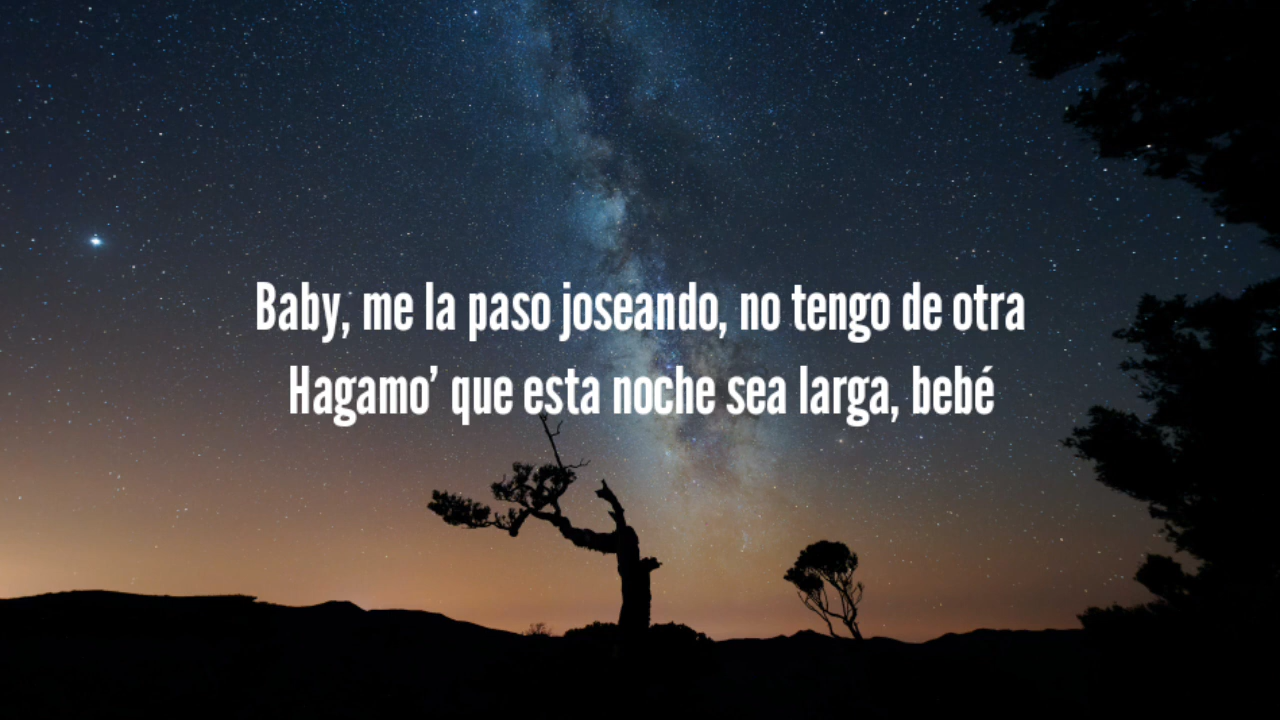 Baby, me la paso joseando, no tengo de otra
Hagamo’ que esta noche sea larga, bebé